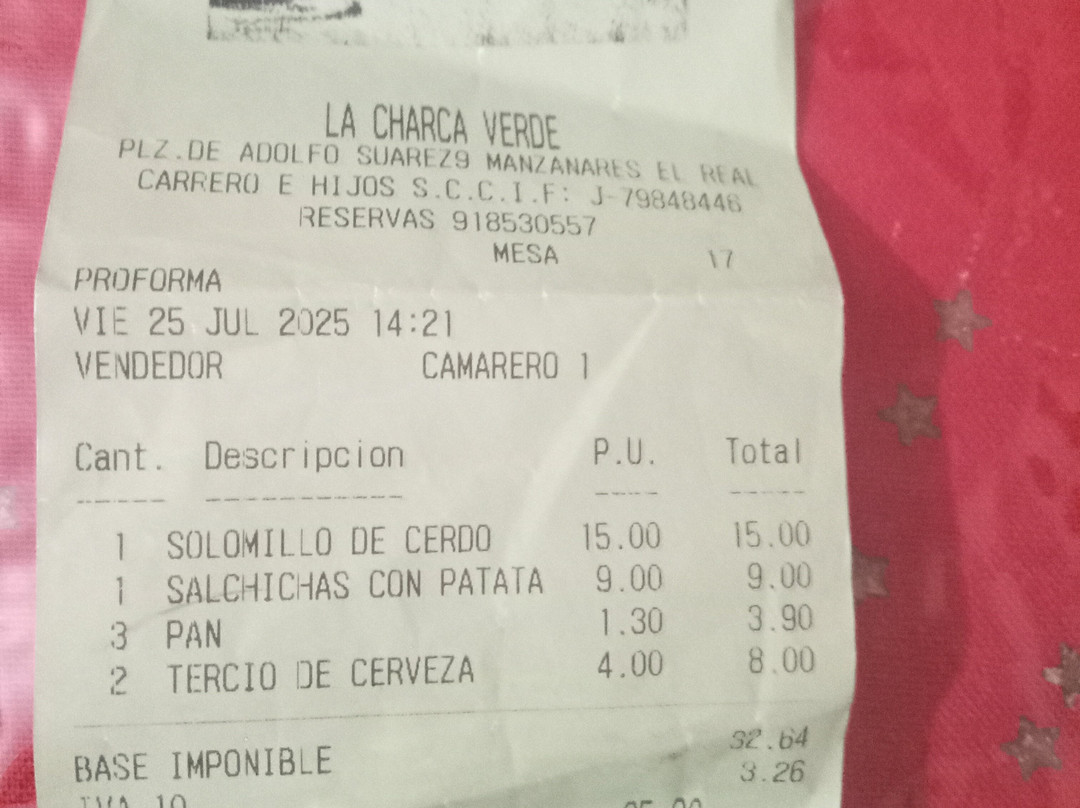 LA CHARCA VERDE
PLZ.DE ADOLFO SUAREZ9 MANZANARES EL REAL
CARRERO E HIJOS S.C.C.I.F: J-79848446
RESERVAS 918530557
MESA 17
PROFORMA
VIE 25 JUL 2025 14:21
VENDEDOR CAMARERO 1
Cant. Descripcion P.U. Total
1 SOLOMILLO DE CERDO 15.00 15.00
1 SALCHICHAS CON PATATA 9.00 9.00
3 PAN 1.30 3.90
2 TERCIO DE CERVEZA 4.00 8.00
BASE IMPONIBLE 32.64
IVA 10 3.26